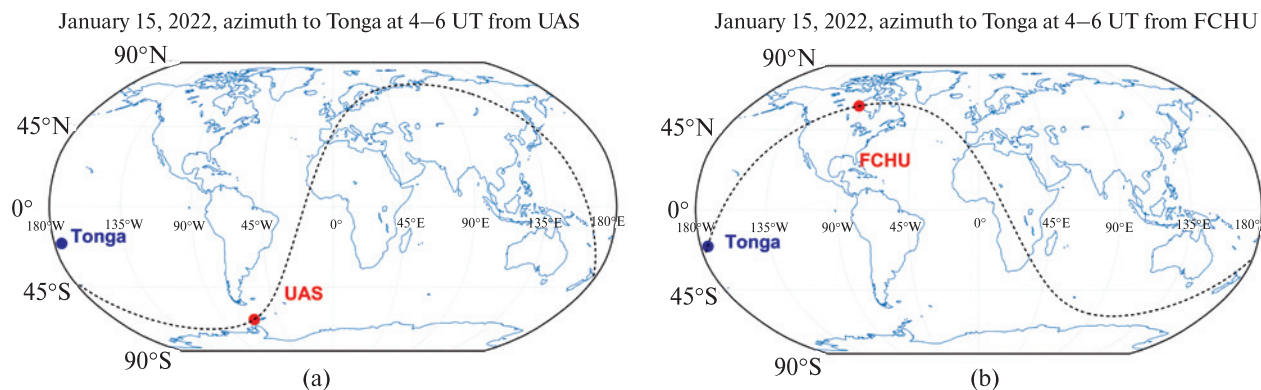 January 15, 2022, azimuth to Tonga at 4–6 UT from UAS
90°N
45°N
0°
180°W 135°W 90°W 45°W 0° 45°E 90°E 135°E 180°E
Tonga
45°S
UAS
90°S
(a)
January 15, 2022, azimuth to Tonga at 4–6 UT from FCHU
90°N
45°N
FCHU
0°
180°W 135°W 90°W 45°W 0° 45°E 90°E 135°E 180°E
Tonga
45°S
90°S
(b)